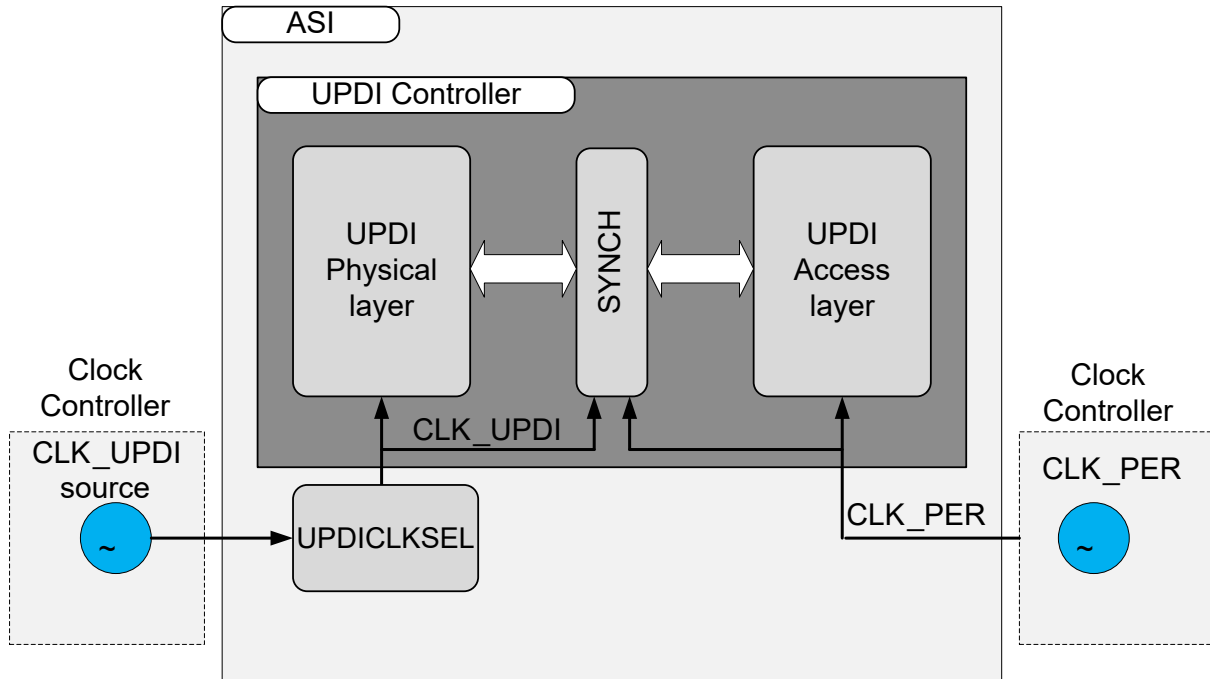 ASI
UPDI Controller
UPDI
Physical
layer
SYNCH
UPDI
Access
layer
Clock
Controller
CLK_UPDI
source
~
CLK_UPDI
UPDICLKSEL
CLK_PER
Clock
Controller
CLK_PER
~